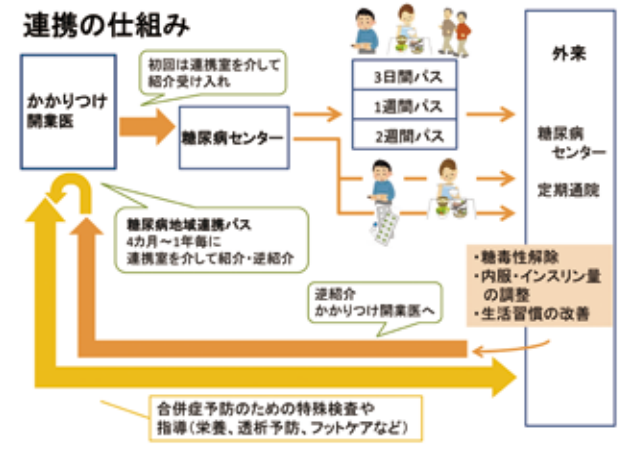 連携の仕組み
初回は連携室を介して
紹介受け入れ
かかりつけ
開業医
糖尿病センター
3日間パス
1週間パス
2週間パス
外来
糖尿病
センター
定期通院
糖尿病地域連携パス
4カ月～1年毎に
連携室を介して紹介・逆紹介
逆紹介
かかりつけ開業医へ
・糖毒性解除
・内服・インスリン量
の調整
・生活習慣の改善
合併症予防のための特殊検査や
指導（栄養、透析予防、フットケアなど）